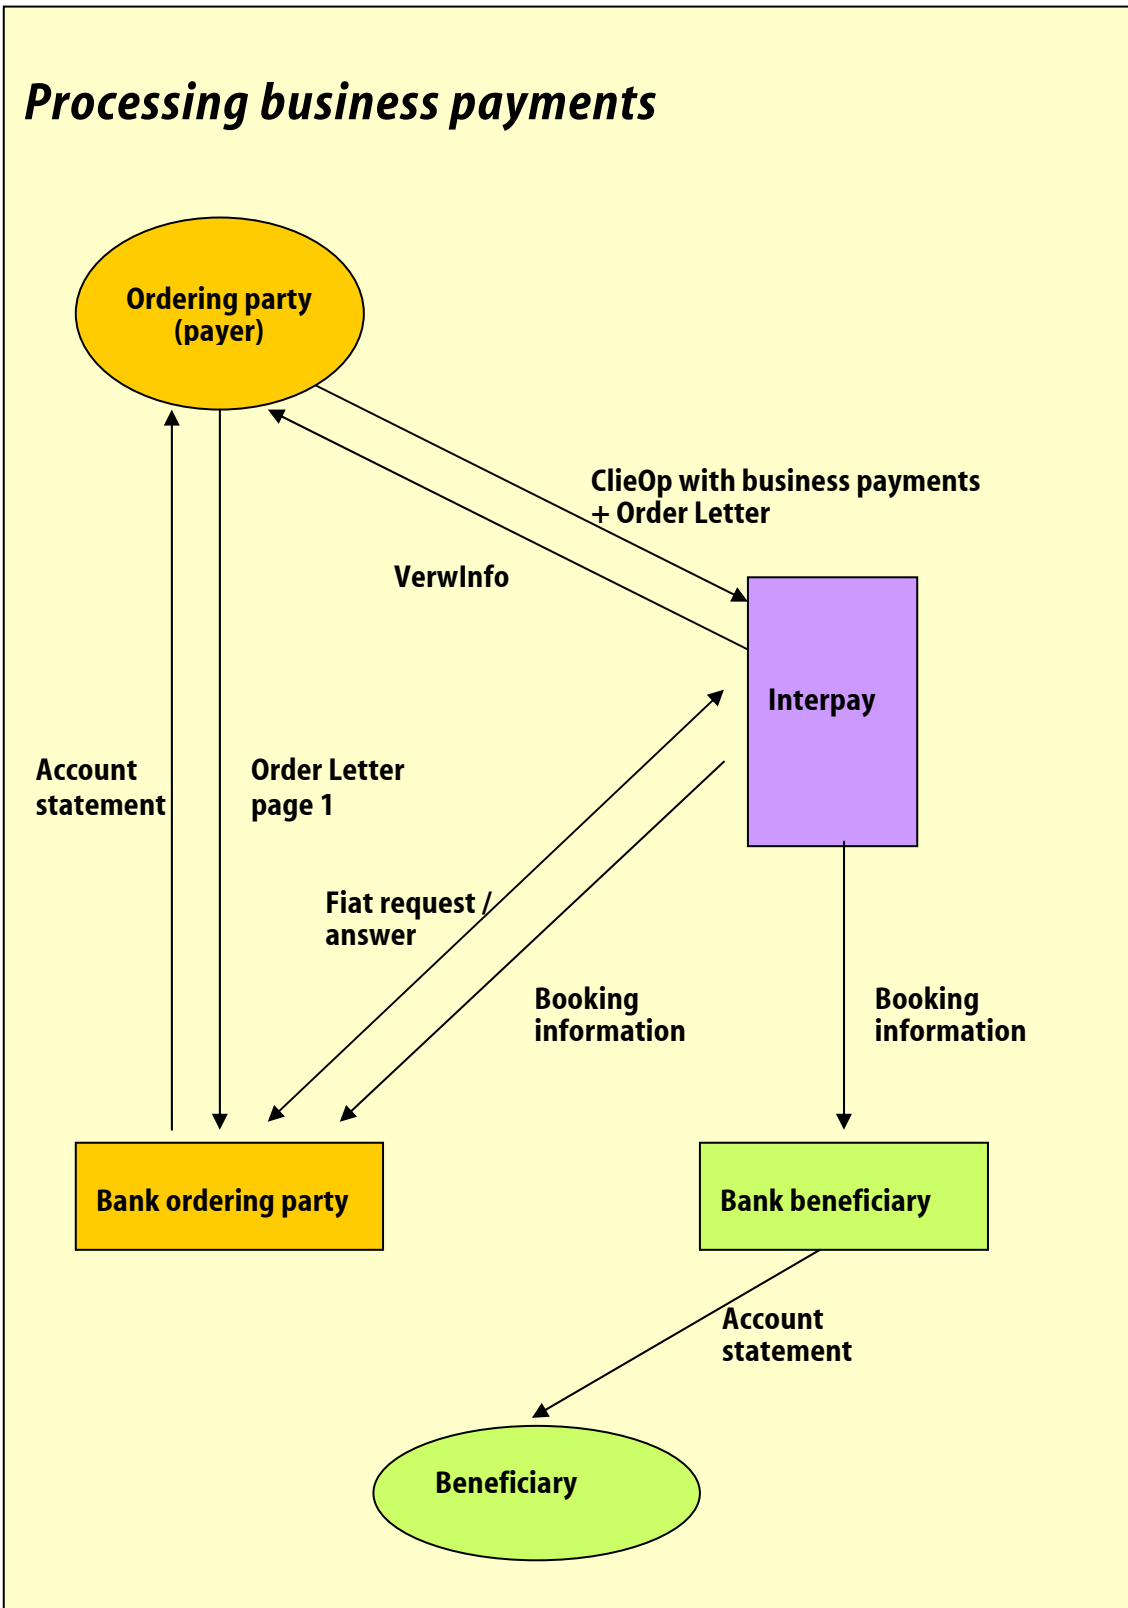 Processing business payments
Ordering party
(payer)
ClieOp with business payments
+ Order Letter
VerwInfo
Interpay
Account
statement
Order Letter
page 1
Fiat request /
answer
Booking
information
Booking
information
Bank ordering party
Bank beneficiary
Account
statement
Beneficiary